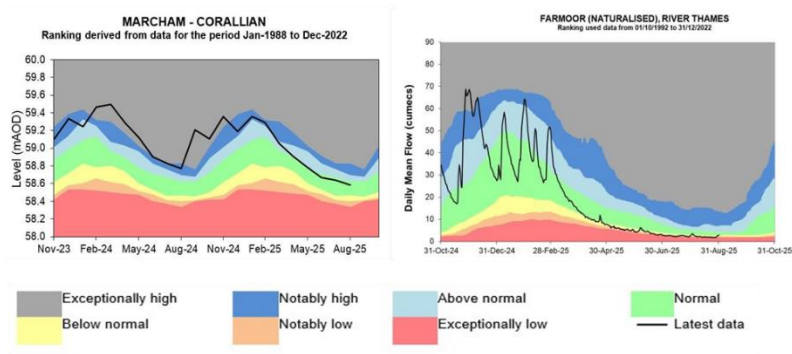 MARCHAM - CORALLIAN
Ranking derived from data for the period Jan-1988 to Dec-2022
Level (mAOD)
60.0
59.8
59.6
59.4
59.2
59.0
58.8
58.6
58.4
58.2
58.0
Nov-23 Feb-24 May-24 Aug-24 Nov-24 Feb-25 May-25 Aug-25
FARMOOR (NATURALISED), RIVER THAMES
Ranking used data from 01/10/1992 to 31/12/2022
Daily Mean Flow (cumecs)
90
80
70
60
50
40
30
20
10
0
31-Oct-24 31-Dec-24 28-Feb-25 30-Apr-25 30-Jun-25 31-Aug-25 31-Oct-25
Exceptionally high Notably high Above normal Normal
Below normal Notably low Exceptionally low Latest data